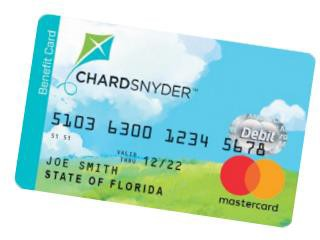 Benefit Card
CHARDSNYDER™
5103 6300 1234 5678
51 51
Debit
VALID THRU 12/22
JOE SMITH
STATE OF FLORIDA
mastercard